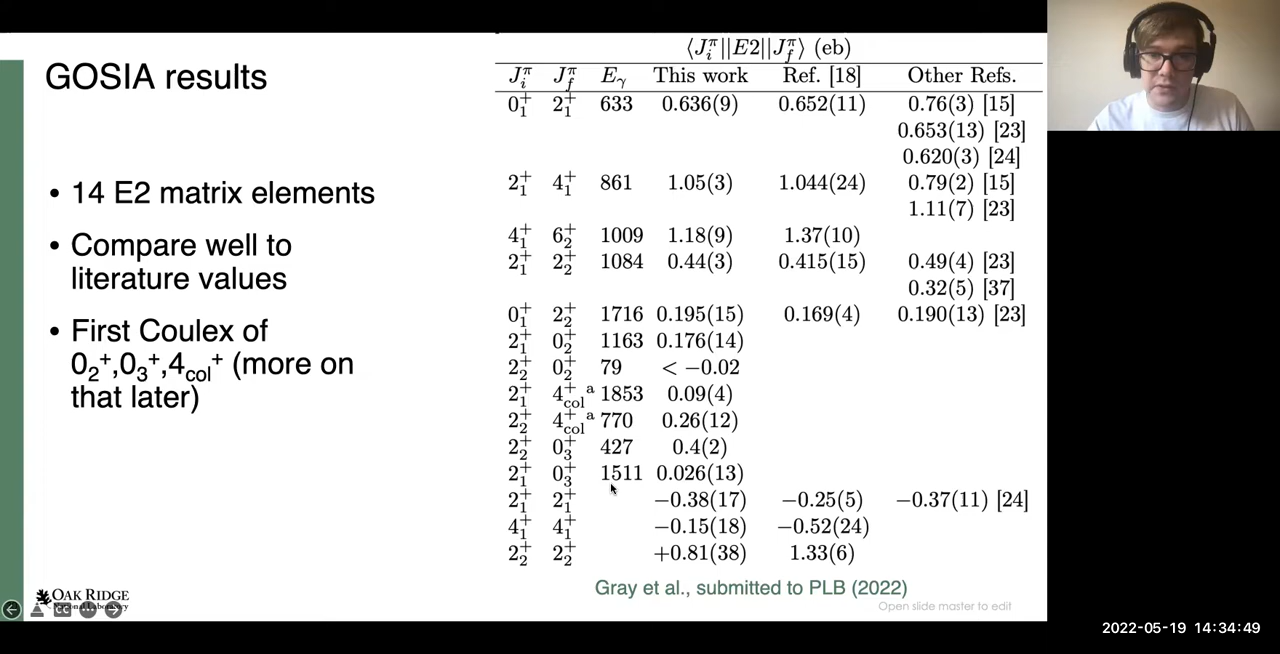 GOSIA results
• 14 E2 matrix elements
• Compare well to
literature values
• First Coulex of
0₂⁺,0₃⁺,4col⁺ (more on
that later)
⟨Jᵢ^π||E2||J_f^π⟩ (eb)
Jᵢ^π J_f^π Eγ This work Ref. [18] Other Refs.
0₁⁺ 2₁⁺ 633 0.636(9) 0.652(11) 0.76(3) [15]
0.653(13) [23]
0.620(3) [24]
2₁⁺ 4₁⁺ 861 1.05(3) 1.044(24) 0.79(2) [15]
1.11(7) [23]
4₁⁺ 6₂⁺ 1009 1.18(9) 1.37(10)
2₁⁺ 2₂⁺ 1084 0.44(3) 0.415(15) 0.49(4) [23]
0.32(5) [37]
0₁⁺ 2₂⁺ 1716 0.195(15) 0.169(4) 0.190(13) [23]
2₁⁺ 0₂⁺ 1163 0.176(14)
2₂⁺ 0₂⁺ 79 < −0.02
2₁⁺ 4col⁺ ᵃ 1853 0.09(4)
2₂⁺ 4col⁺ ᵃ 770 0.26(12)
2₂⁺ 0₃⁺ 427 0.4(2)
2₁⁺ 0₃⁺ 1511 0.026(13)
2₁⁺ 2₁⁺ −0.38(17) −0.25(5) −0.37(11) [24]
4₁⁺ 4₁⁺ −0.15(18) −0.52(24)
2₂⁺ 2₂⁺ +0.81(38) 1.33(6)
Gray et al., submitted to PLB (2022)
OAK RIDGE
National Laboratory
CC
Open slide master to edit
2022-05-19 14:34:49